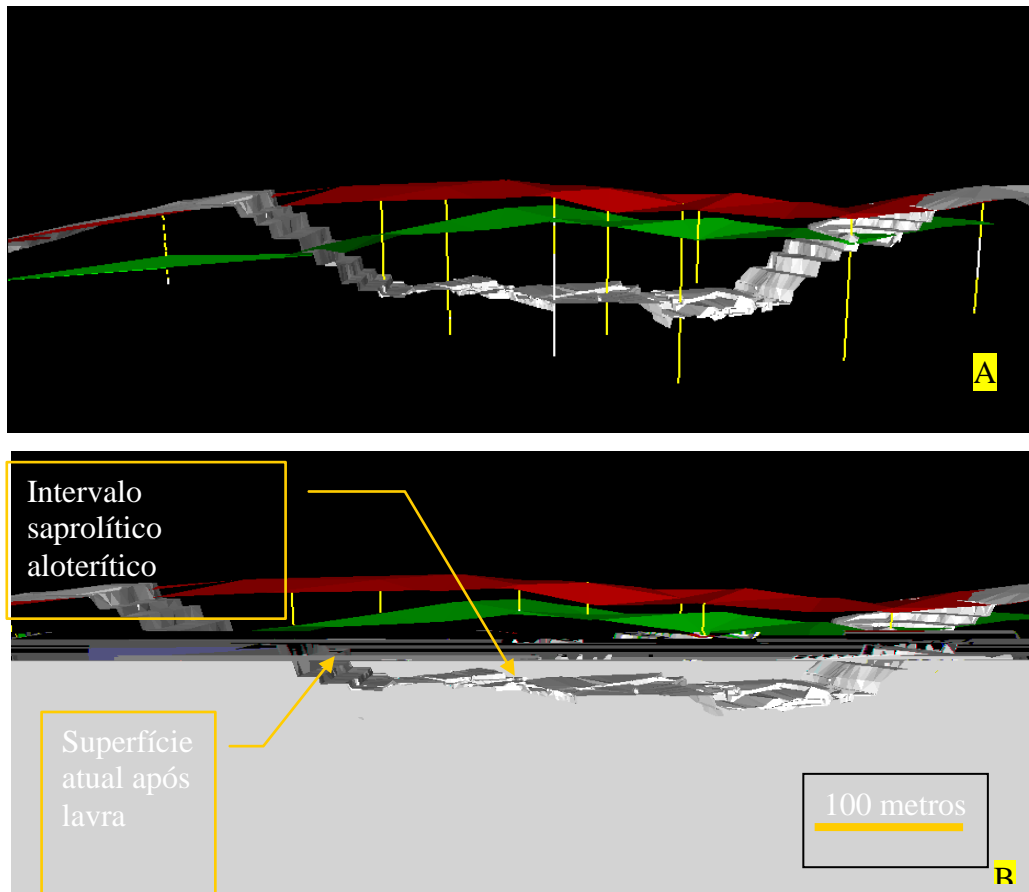 A
Intervalo
saprolítico
aloterítico
Superfície
atual após
lavra
100 metros
B